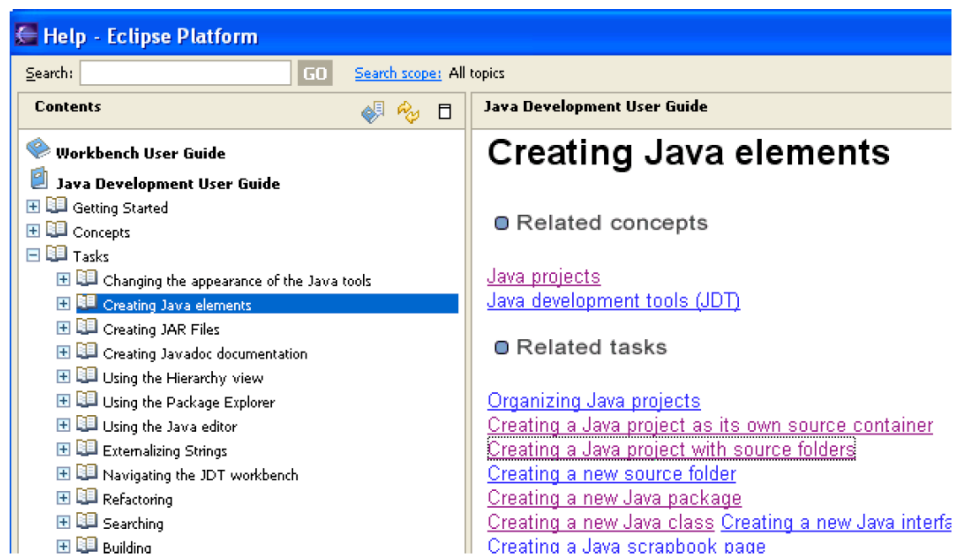 Help - Eclipse Platform
Search: GO Search scope: All topics
Contents
Workbench User Guide
Java Development User Guide
Getting Started
Concepts
Tasks
Changing the appearance of the Java tools
Creating Java elements
Creating JAR Files
Creating Javadoc documentation
Using the Hierarchy view
Using the Package Explorer
Using the Java editor
Externalizing Strings
Navigating the JDT workbench
Refactoring
Searching
Building
Java Development User Guide
Creating Java elements
Related concepts
Java projects
Java development tools (JDT)
Related tasks
Organizing Java projects
Creating a Java project as its own source container
Creating a Java project with source folders
Creating a new source folder
Creating a new Java package
Creating a new Java class Creating a new Java interfa
Creating a Java scrapbook page